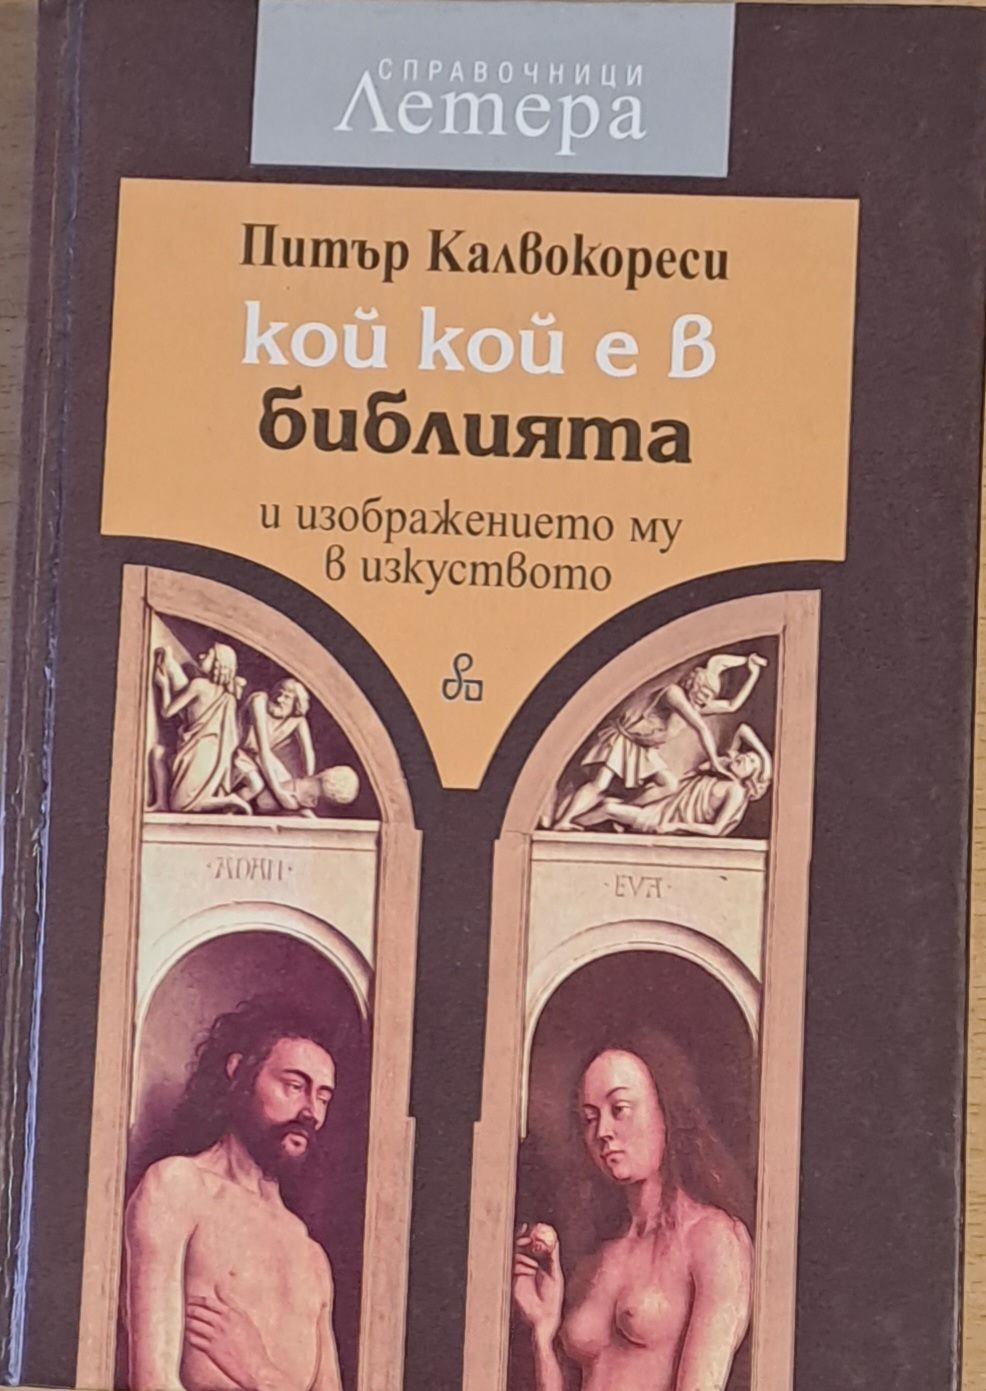 СПРАВОЧНИЦИ
Летера
Питър Калвокореси
кой кой е в
библията
и изображението му
в изкуството
·ADAM·
·EVA·